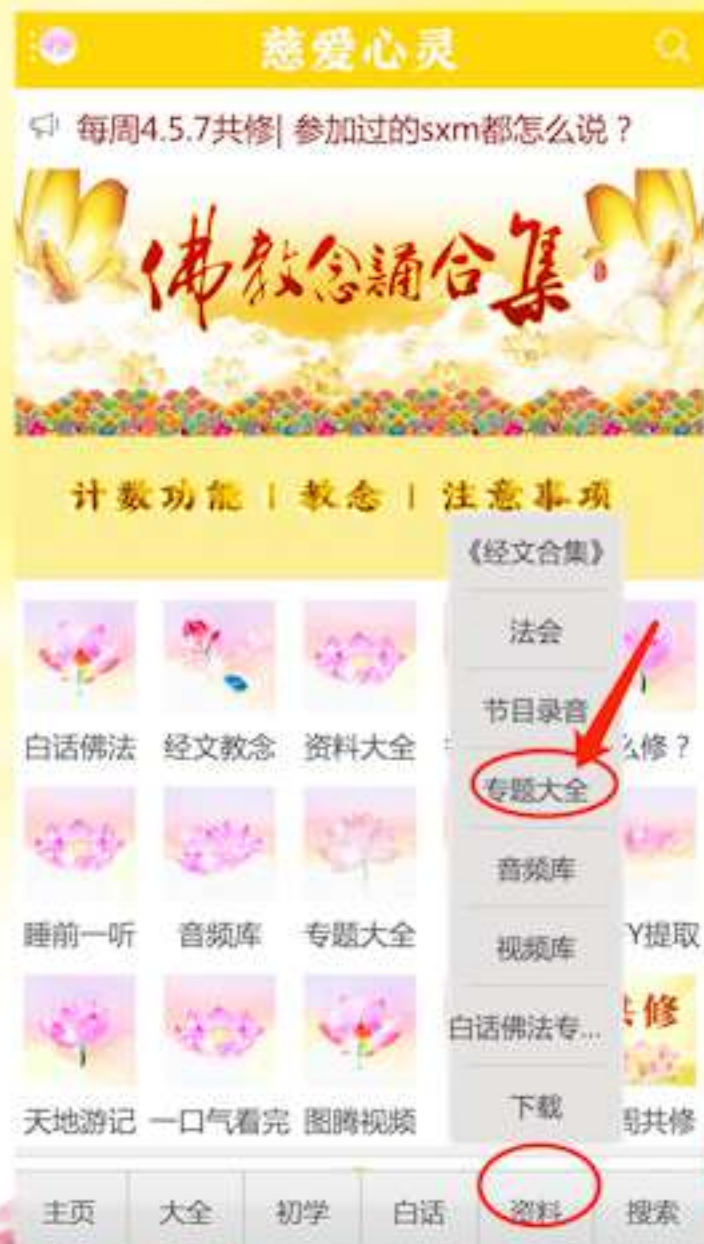 慈爱心灵
每周4.5.7共修| 参加过的sxm都怎么说？
佛教念誦合集
计数功能 | 教念 | 注意事项
《经文合集》
法会
节目录音
专题大全
音频库
视频库
白话佛法专...
下载
白话佛法 经文教念 资料大全 么修？
睡前一听 音频库 专题大全 Y提取
共修
天地游记 一口气看完 图腾视频 周共修
主页 大全 初学 白话 资料 搜索